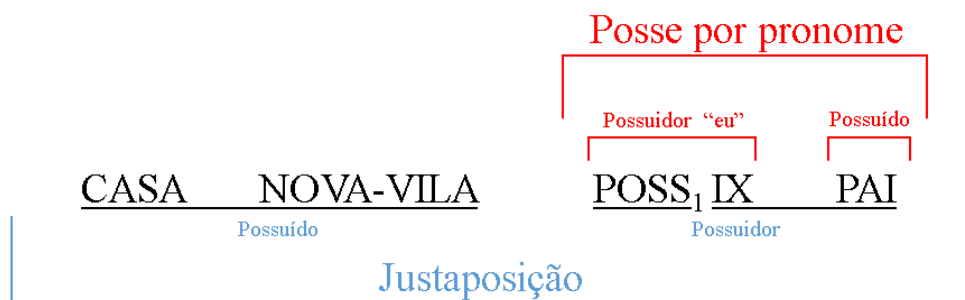 Posse por pronome
Possuidor “eu” Possuído
CASA NOVA-VILA POSS₁ IX PAI
Possuído Possuidor
Justaposição